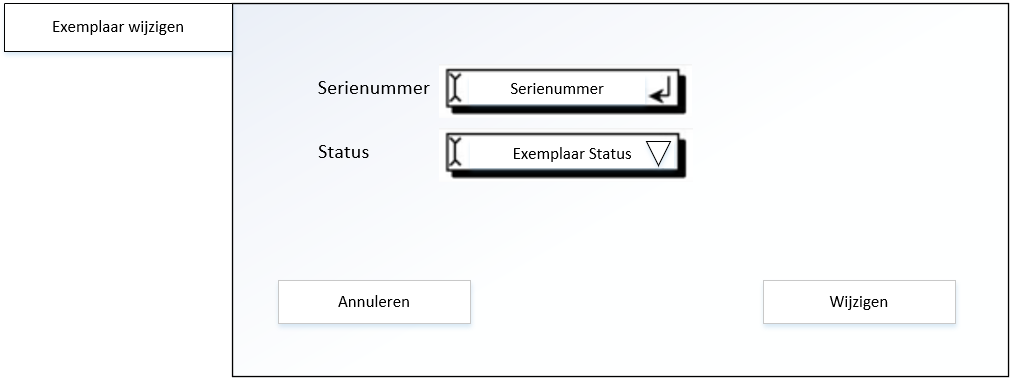 Exemplaar wijzigen
Serienummer
Serienummer
Status
Exemplaar Status
Annuleren
Wijzigen